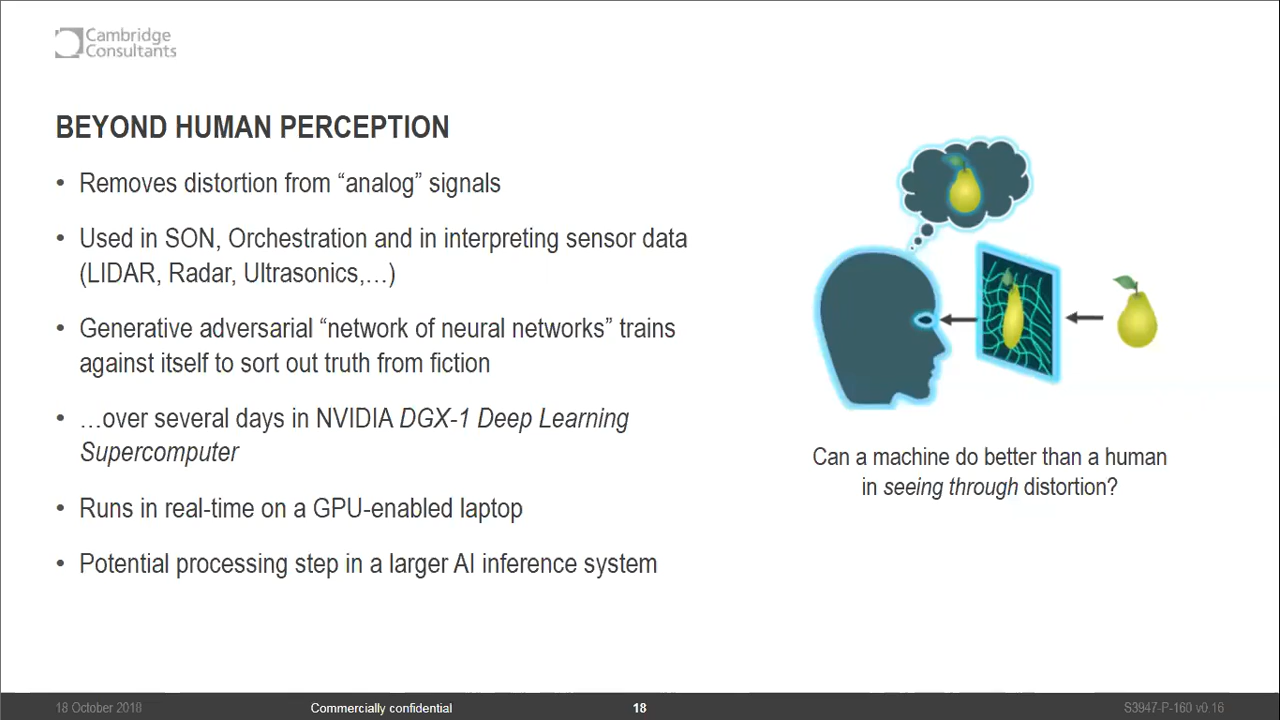 Cambridge
Consultants
BEYOND HUMAN PERCEPTION
• Removes distortion from “analog” signals
• Used in SON, Orchestration and in interpreting sensor data
(LIDAR, Radar, Ultrasonics,…)
• Generative adversarial “network of neural networks” trains
against itself to sort out truth from fiction
• …over several days in NVIDIA DGX-1 Deep Learning
Supercomputer
• Runs in real-time on a GPU-enabled laptop
• Potential processing step in a larger AI inference system
Can a machine do better than a human
in seeing through distortion?
18 October 2018
Commercially confidential
18
S3947-P-160 v0.16